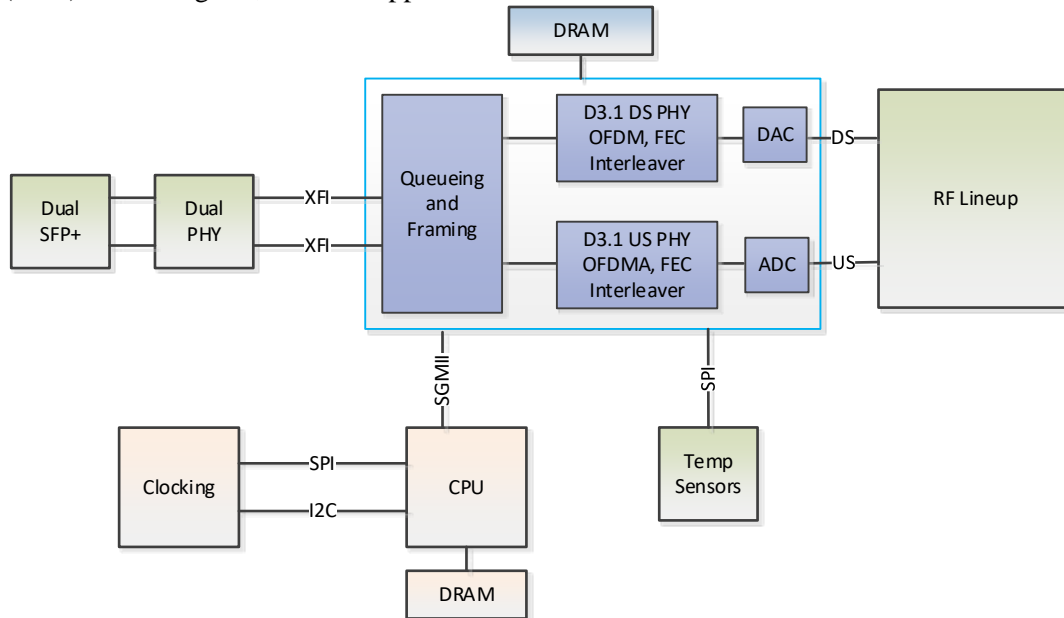 DRAM
D3.1 DS PHY
OFDM, FEC
Interleaver
DAC
DS
RF Lineup
Queueing
and
Framing
Dual
SFP+
Dual
PHY
XFI
XFI
D3.1 US PHY
OFDMA, FEC
Interleaver
ADC
US
SGMII
SPI
Clocking
SPI
I2C
CPU
Temp
Sensors
DRAM